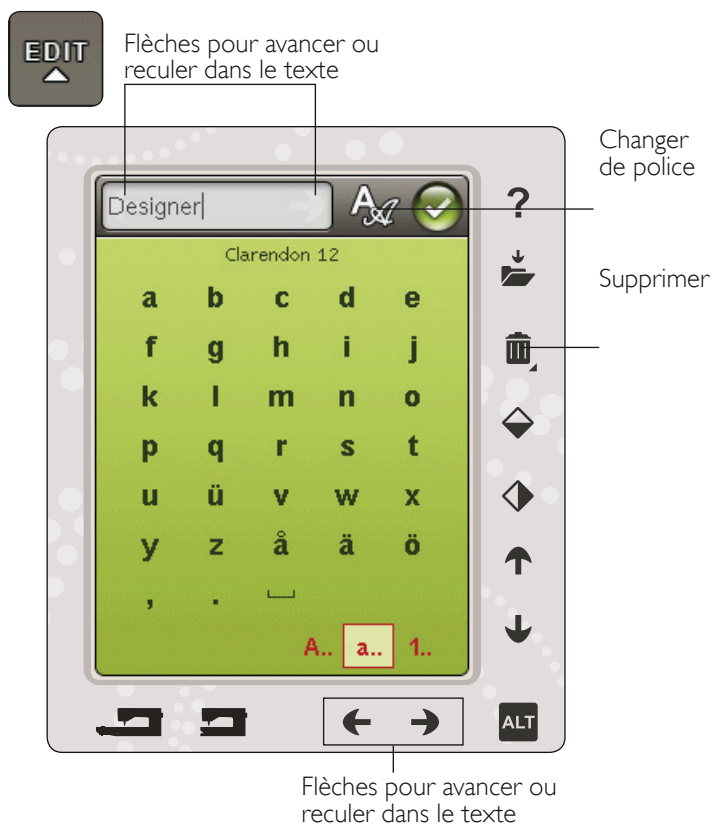 EDIT
Flèches pour avancer ou
reculer dans le texte
Changer
de police
Designer
?
Clarendon 12
Supprimer
a b c d e
f g h i j
k l m n o
p q r s t
u ü v w x
y z å ä ö
, . ⎵
A.. a.. 1..
ALT
Flèches pour avancer ou
reculer dans le texte